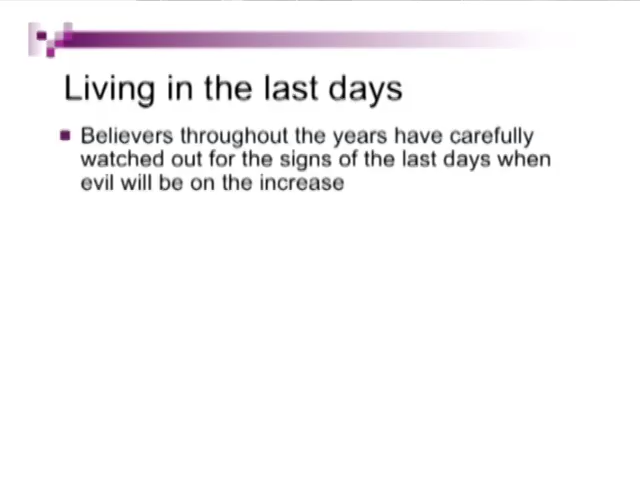 Living in the last days
Believers throughout the years have carefully
watched out for the signs of the last days when
evil will be on the increase